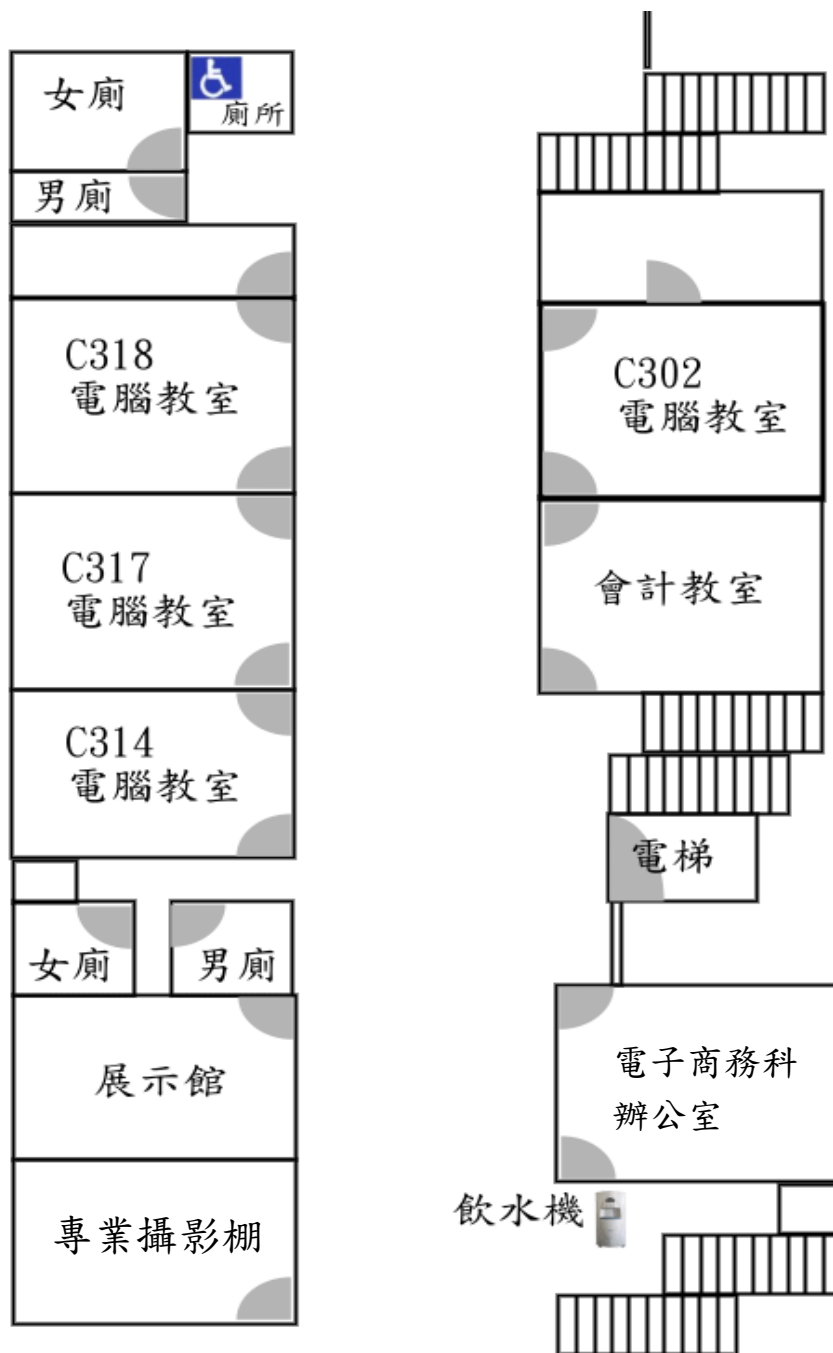 女廁
廁所
男廁
C318
電腦教室
C317
電腦教室
C314
電腦教室
女廁
男廁
展示館
專業攝影棚
C302
電腦教室
會計教室
電梯
電子商務科
辦公室
飲水機